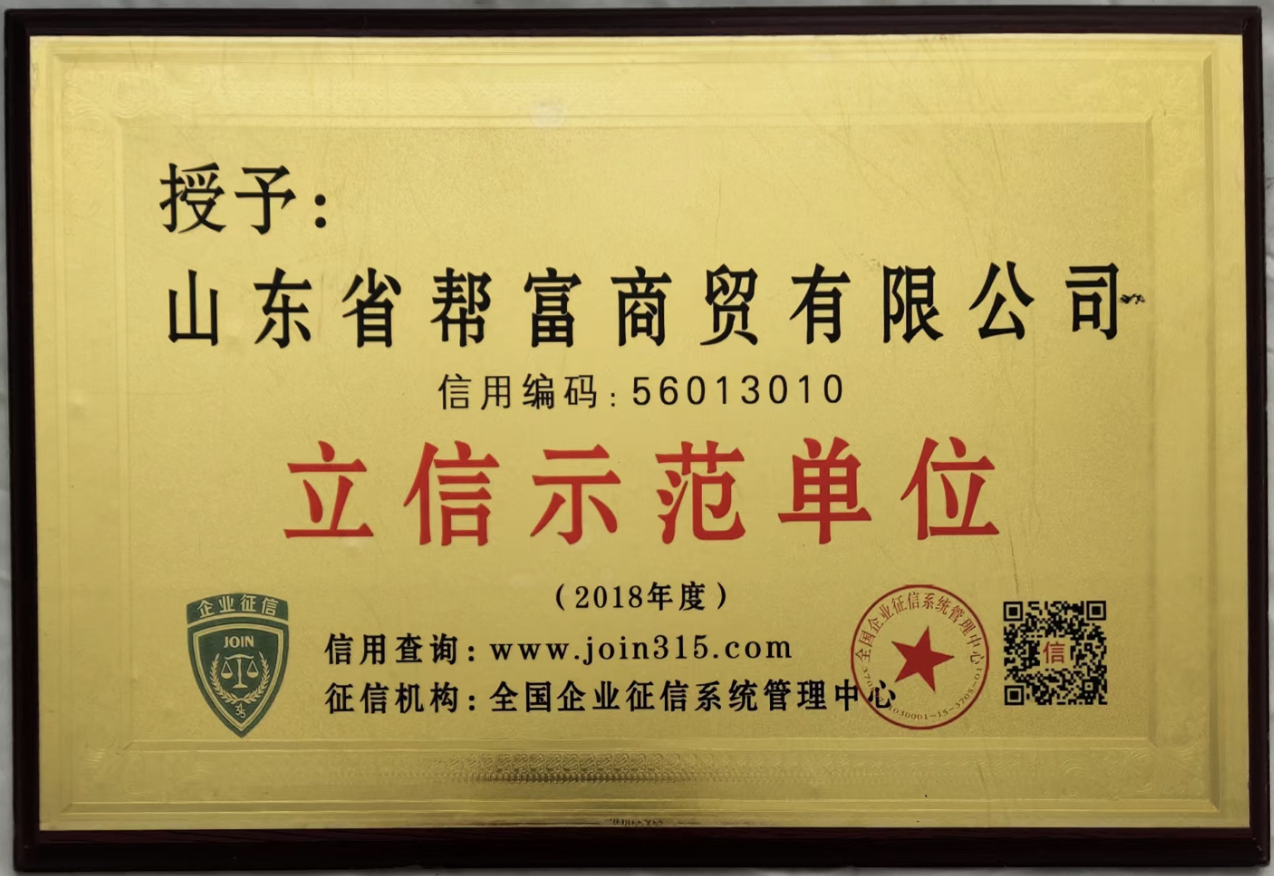 授予：
山东省帮富商贸有限公司
信用编码：56013010
立信示范单位
（2018年度）
企业征信
JOIN
信用查询：www.join315.com
征信机构：全国企业征信系统管理中心
全国企业征信系统管理中心
信